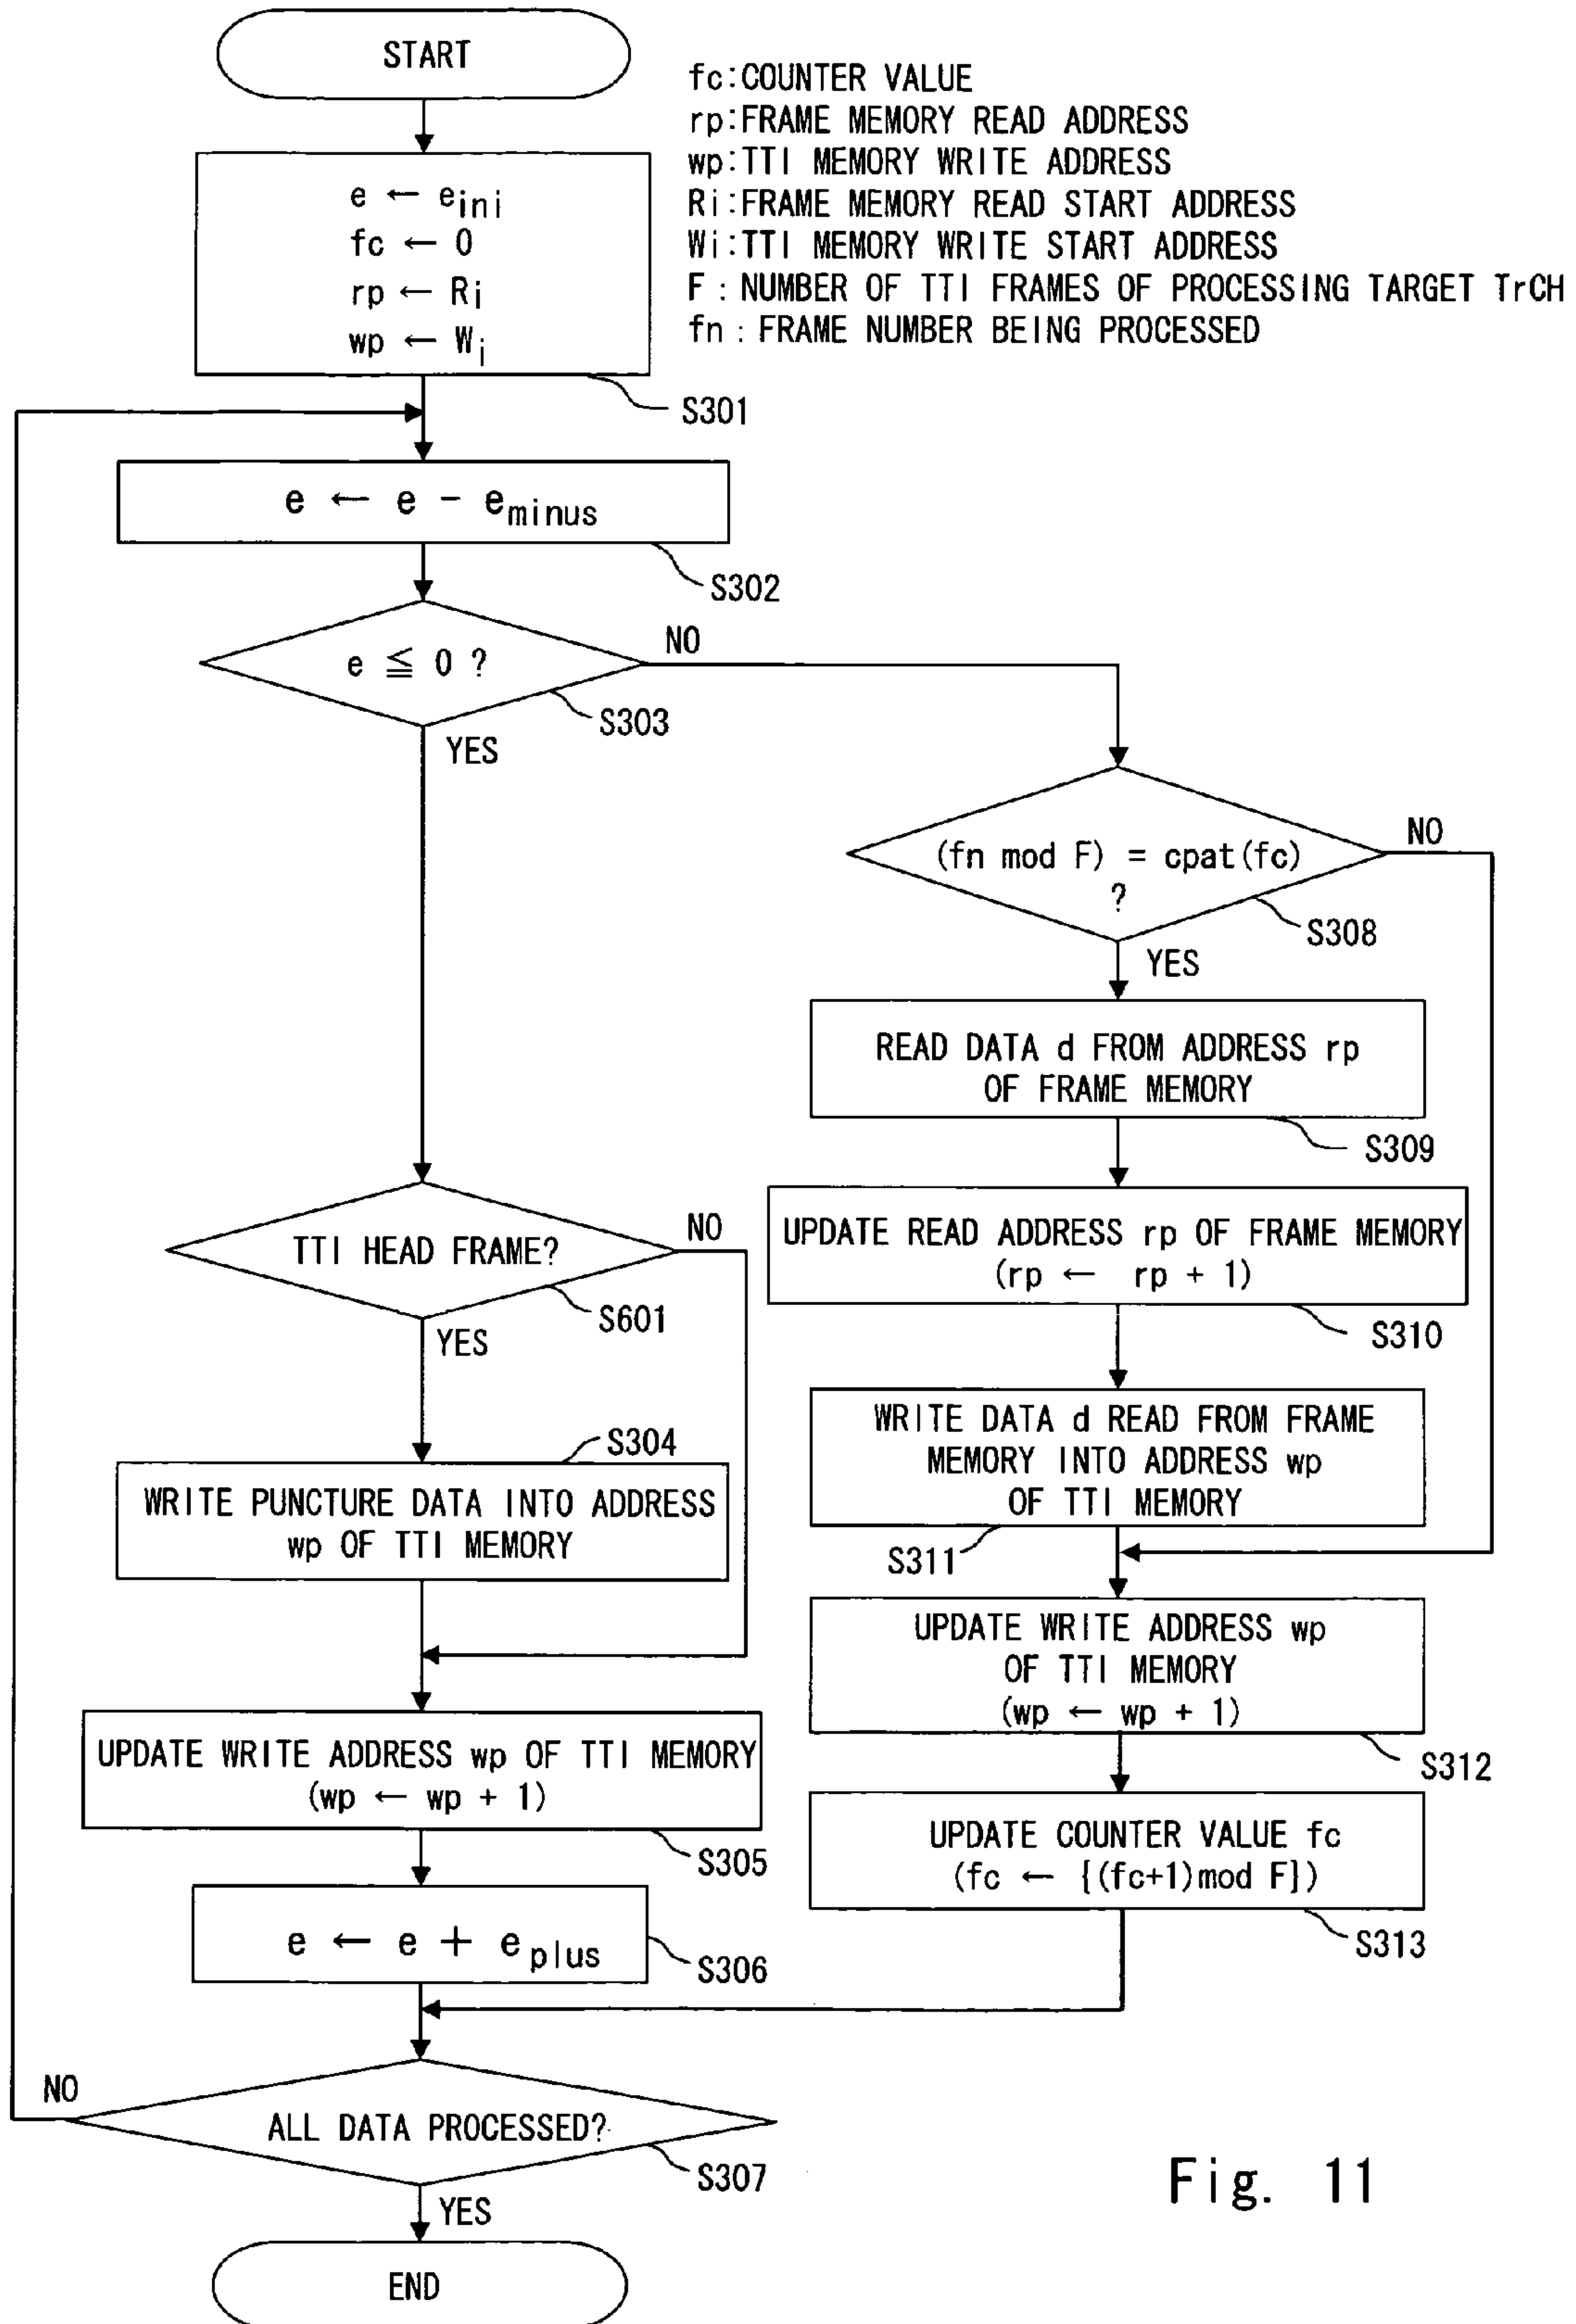 START
fc:COUNTER VALUE
rp:FRAME MEMORY READ ADDRESS
wp:TTI MEMORY WRITE ADDRESS
Ri:FRAME MEMORY READ START ADDRESS
Wi:TTI MEMORY WRITE START ADDRESS
F : NUMBER OF TTI FRAMES OF PROCESSING TARGET TrCH
fn : FRAME NUMBER BEING PROCESSED
e ← eini
fc ← 0
rp ← Ri
wp ← Wi
S301
e ← e - eminus
S302
e ≦ 0 ?
NO
S303
YES
(fn mod F) = cpat(fc)
?
NO
S308
YES
READ DATA d FROM ADDRESS rp
OF FRAME MEMORY
S309
UPDATE READ ADDRESS rp OF FRAME MEMORY
(rp ← rp + 1)
S310
TTI HEAD FRAME?
NO
S601
YES
WRITE DATA d READ FROM FRAME
MEMORY INTO ADDRESS wp
OF TTI MEMORY
S311
S304
WRITE PUNCTURE DATA INTO ADDRESS
wp OF TTI MEMORY
UPDATE WRITE ADDRESS wp
OF TTI MEMORY
(wp ← wp + 1)
S312
UPDATE WRITE ADDRESS wp OF TTI MEMORY
(wp ← wp + 1)
S305
UPDATE COUNTER VALUE fc
(fc ← {(fc+1)mod F})
S313
e ← e + eplus
S306
NO
ALL DATA PROCESSED?
S307
YES
END
Fig. 11